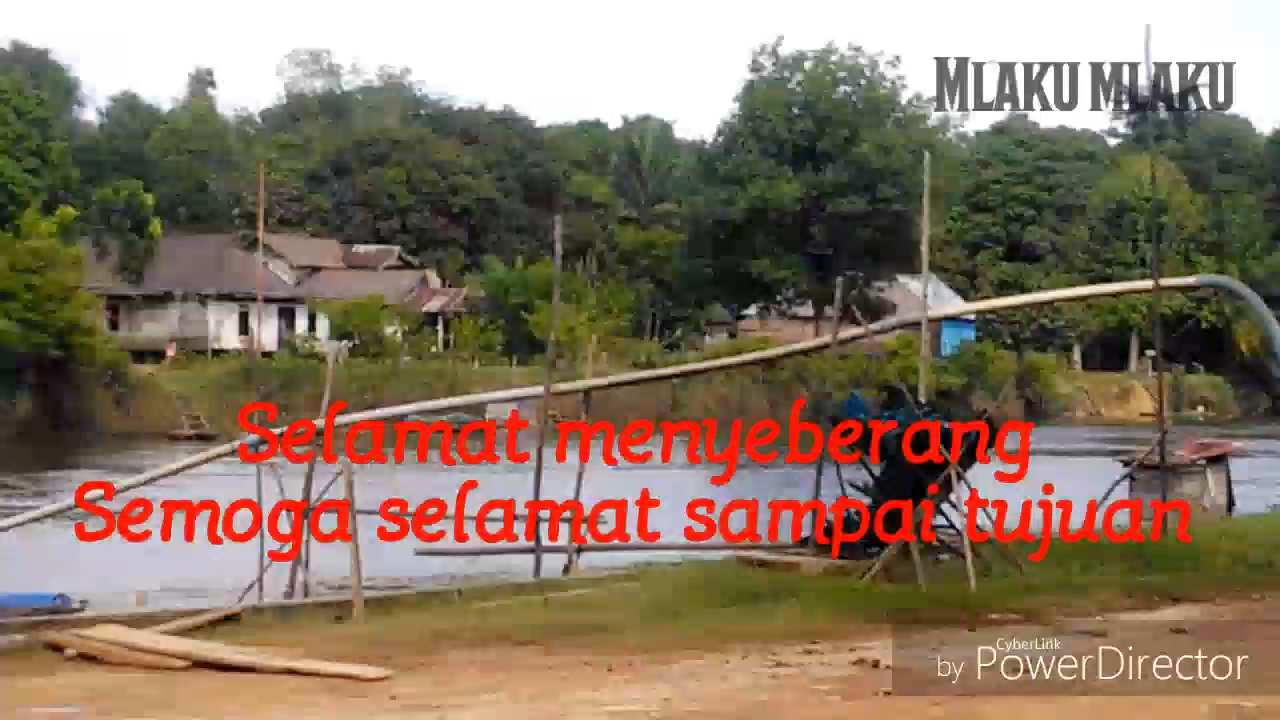 MLAKU MLAKU
Selamat menyeberang
Semoga selamat sampai tujuan
CyberLink
by PowerDirector